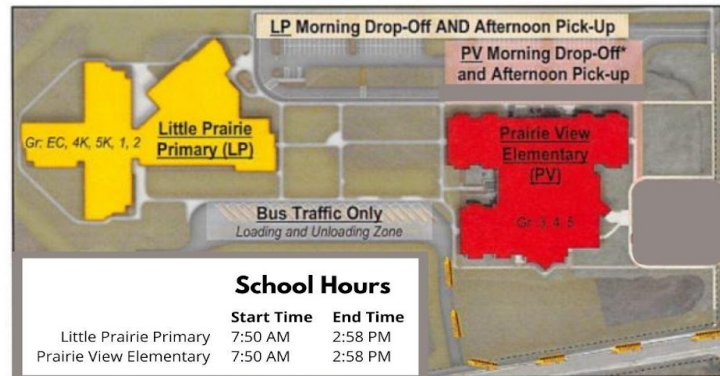 LP Morning Drop-Off AND Afternoon Pick-Up
PV Morning Drop-Off*
and Afternoon Pick-up
Gr: EC, 4K, 5K, 1, 2
Little Prairie
Primary (LP)
Prairie View
Elementary
(PV)
Gr: 3, 4, 5
Bus Traffic Only
Loading and Unloading Zone
School Hours
Start Time End Time
Little Prairie Primary 7:50 AM 2:58 PM
Prairie View Elementary 7:50 AM 2:58 PM